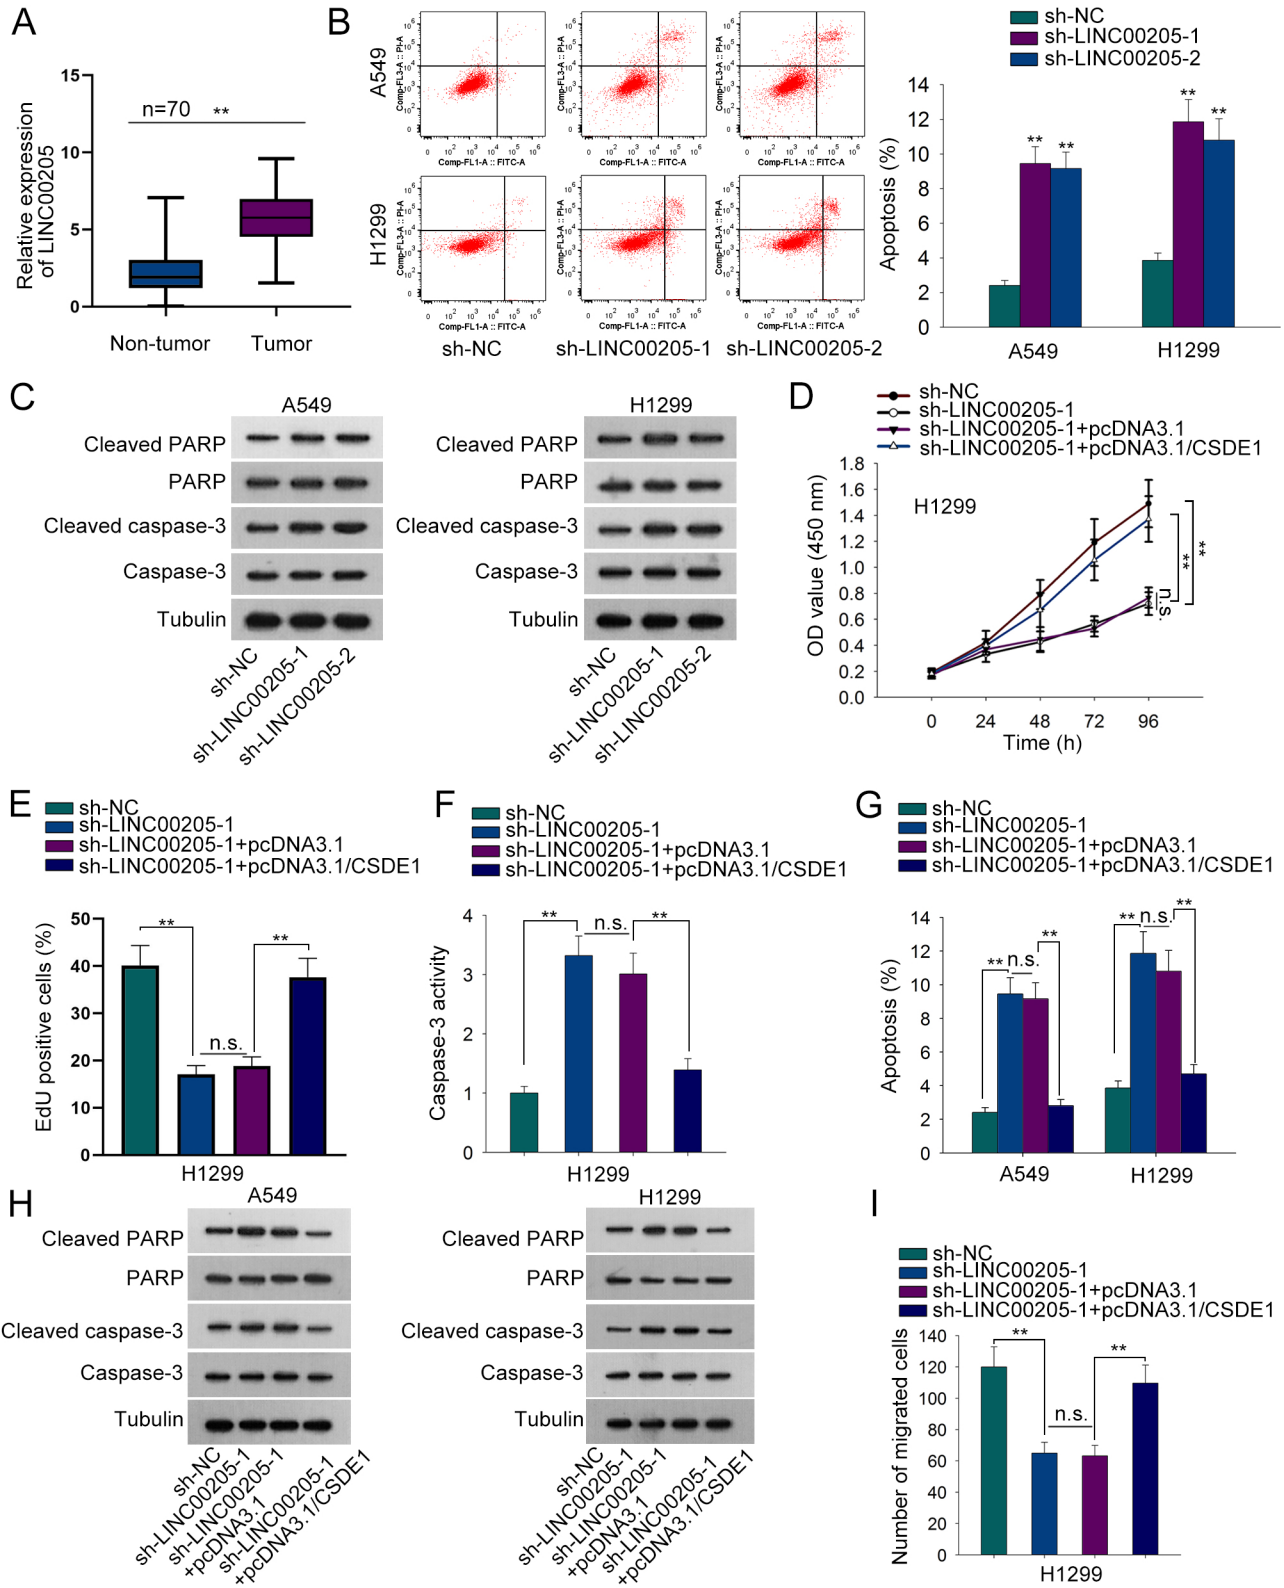 A
n=70
**
Relative expression
of LINC00205
15
10
5
0
Non-tumor
Tumor
B
A549
H1299
Comp-FL3-A :: PI-A
Comp-FL1-A :: FITC-A
sh-NC
sh-LINC00205-1
sh-LINC00205-2
sh-NC
sh-LINC00205-1
sh-LINC00205-2
Apoptosis (%)
14
12
10
8
6
4
2
0
**
**
**
**
A549
H1299
C
A549
Cleaved PARP
PARP
Cleaved caspase-3
Caspase-3
Tubulin
sh-NC
sh-LINC00205-1
sh-LINC00205-2
H1299
Cleaved PARP
PARP
Cleaved caspase-3
Caspase-3
Tubulin
sh-NC
sh-LINC00205-1
sh-LINC00205-2
D
sh-NC
sh-LINC00205-1
sh-LINC00205-1+pcDNA3.1
sh-LINC00205-1+pcDNA3.1/CSDE1
H1299
OD value (450 nm)
1.8
1.6
1.4
1.2
1.0
0.8
0.6
0.4
0.2
0.0
**
**
n.s.
0 24 48 72 96
Time (h)
E
sh-NC
sh-LINC00205-1
sh-LINC00205-1+pcDNA3.1
sh-LINC00205-1+pcDNA3.1/CSDE1
EdU positive cells (%)
50
40
30
20
10
0
**
n.s.
**
H1299
F
sh-NC
sh-LINC00205-1
sh-LINC00205-1+pcDNA3.1
sh-LINC00205-1+pcDNA3.1/CSDE1
Caspase-3 activity
4
3
2
1
0
**
n.s.
**
H1299
G
sh-NC
sh-LINC00205-1
sh-LINC00205-1+pcDNA3.1
sh-LINC00205-1+pcDNA3.1/CSDE1
Apoptosis (%)
14
12
10
8
6
4
2
0
**
n.s.
**
**
n.s.
**
A549
H1299
H
A549
Cleaved PARP
PARP
Cleaved caspase-3
Caspase-3
Tubulin
sh-NC
sh-LINC00205-1
sh-LINC00205-1
+pcDNA3.1
sh-LINC00205-1
+pcDNA3.1/CSDE1
H1299
Cleaved PARP
PARP
Cleaved caspase-3
Caspase-3
Tubulin
sh-NC
sh-LINC00205-1
sh-LINC00205-1
+pcDNA3.1
sh-LINC00205-1
+pcDNA3.1/CSDE1
I
sh-NC
sh-LINC00205-1
sh-LINC00205-1+pcDNA3.1
sh-LINC00205-1+pcDNA3.1/CSDE1
Number of migrated cells
140
120
100
80
60
40
20
0
**
n.s.
**
H1299